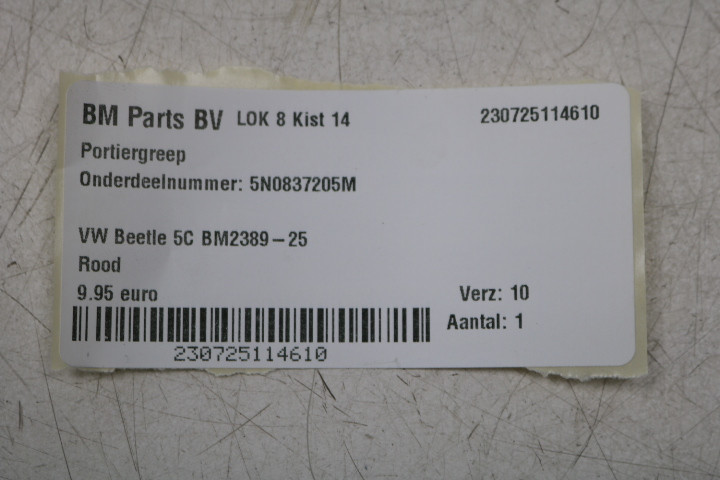 BM Parts BV LOK 8 Kist 14 230725114610
Portiergreep
Onderdeelnummer: 5N0837205M
VW Beetle 5C BM2389-25
Rood
9.95 euro Verz: 10
Aantal: 1
230725114610